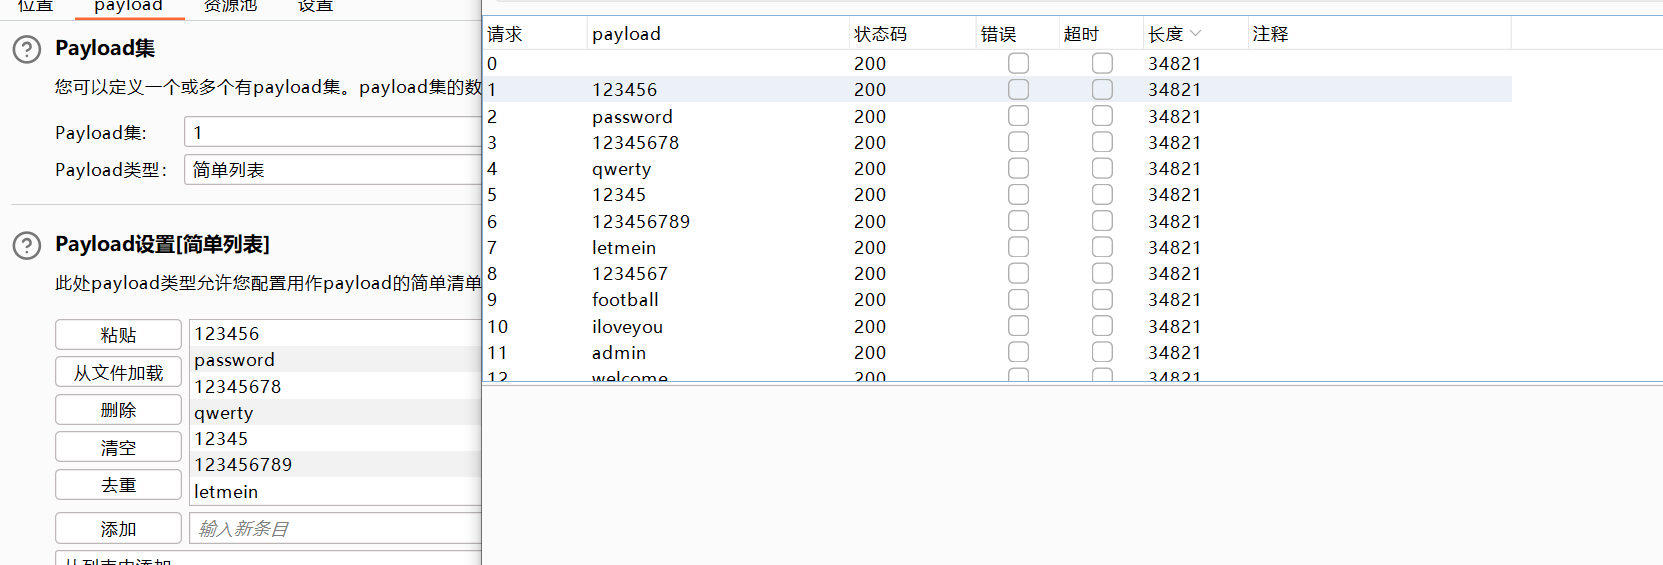 位置 payload 资源池 设置
Payload集
您可以定义一个或多个有payload集。payload集的数
Payload集: 1
Payload类型: 简单列表
Payload设置[简单列表]
此处payload类型允许您配置用作payload的简单清单
粘贴
从文件加载
删除
清空
去重
添加
123456
password
12345678
qwerty
12345
123456789
letmein
输入新条目
从列表中添加
请求 payload 状态码 错误 超时 长度 注释
0 200 34821
1 123456 200 34821
2 password 200 34821
3 12345678 200 34821
4 qwerty 200 34821
5 12345 200 34821
6 123456789 200 34821
7 letmein 200 34821
8 1234567 200 34821
9 football 200 34821
10 iloveyou 200 34821
11 admin 200 34821
12 welcome 200 34821